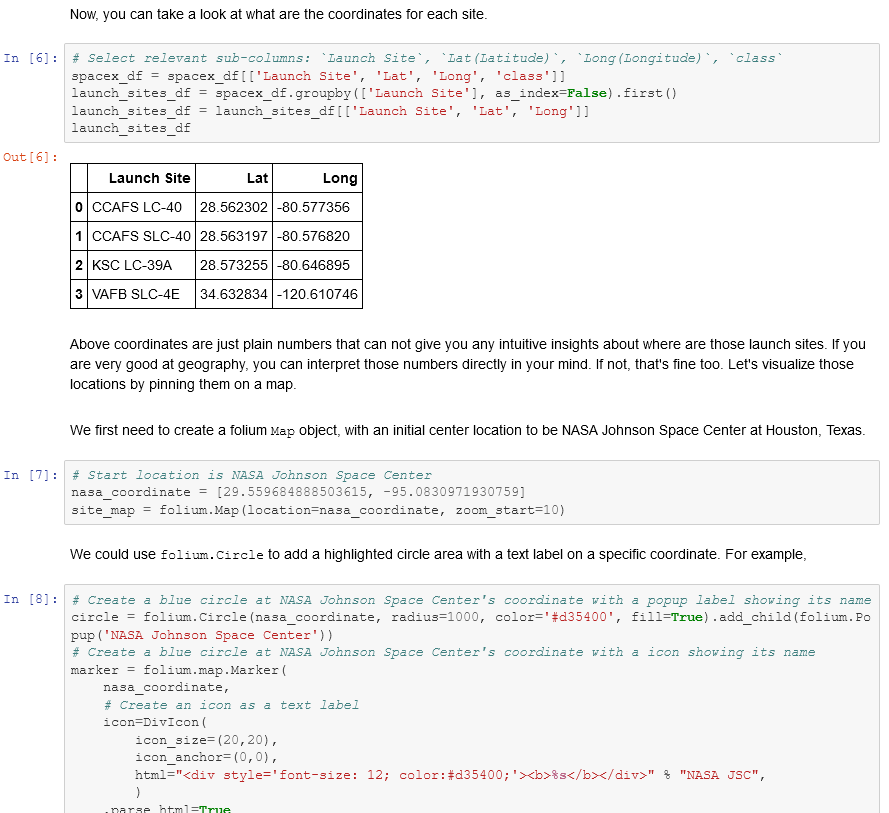 Now, you can take a look at what are the coordinates for each site.
In [6]: # Select relevant sub-columns: `Launch Site`, `Lat(Latitude)`, `Long(Longitude)`, `class`
spacex_df = spacex_df[['Launch Site', 'Lat', 'Long', 'class']]
launch_sites_df = spacex_df.groupby(['Launch Site'], as_index=False).first()
launch_sites_df = launch_sites_df[['Launch Site', 'Lat', 'Long']]
launch_sites_df
Out[6]:
Launch Site Lat Long
0 CCAFS LC-40 28.562302 -80.577356
1 CCAFS SLC-40 28.563197 -80.576820
2 KSC LC-39A 28.573255 -80.646895
3 VAFB SLC-4E 34.632834 -120.610746
Above coordinates are just plain numbers that can not give you any intuitive insights about where are those launch sites. If you
are very good at geography, you can interpret those numbers directly in your mind. If not, that's fine too. Let's visualize those
locations by pinning them on a map.
We first need to create a folium Map object, with an initial center location to be NASA Johnson Space Center at Houston, Texas.
In [7]: # Start location is NASA Johnson Space Center
nasa_coordinate = [29.559684888503615, -95.0830971930759]
site_map = folium.Map(location=nasa_coordinate, zoom_start=10)
We could use folium.Circle to add a highlighted circle area with a text label on a specific coordinate. For example,
In [8]: # Create a blue circle at NASA Johnson Space Center's coordinate with a popup label showing its name
circle = folium.Circle(nasa_coordinate, radius=1000, color='#d35400', fill=True).add_child(folium.Po
pup('NASA Johnson Space Center'))
# Create a blue circle at NASA Johnson Space Center's coordinate with a icon showing its name
marker = folium.map.Marker(
nasa_coordinate,
# Create an icon as a text label
icon=DivIcon(
icon_size=(20,20),
icon_anchor=(0,0),
html="<div style='font-size: 12; color:#d35400;'><b>%s</b></div>" % "NASA JSC",
)
.parse_html=True